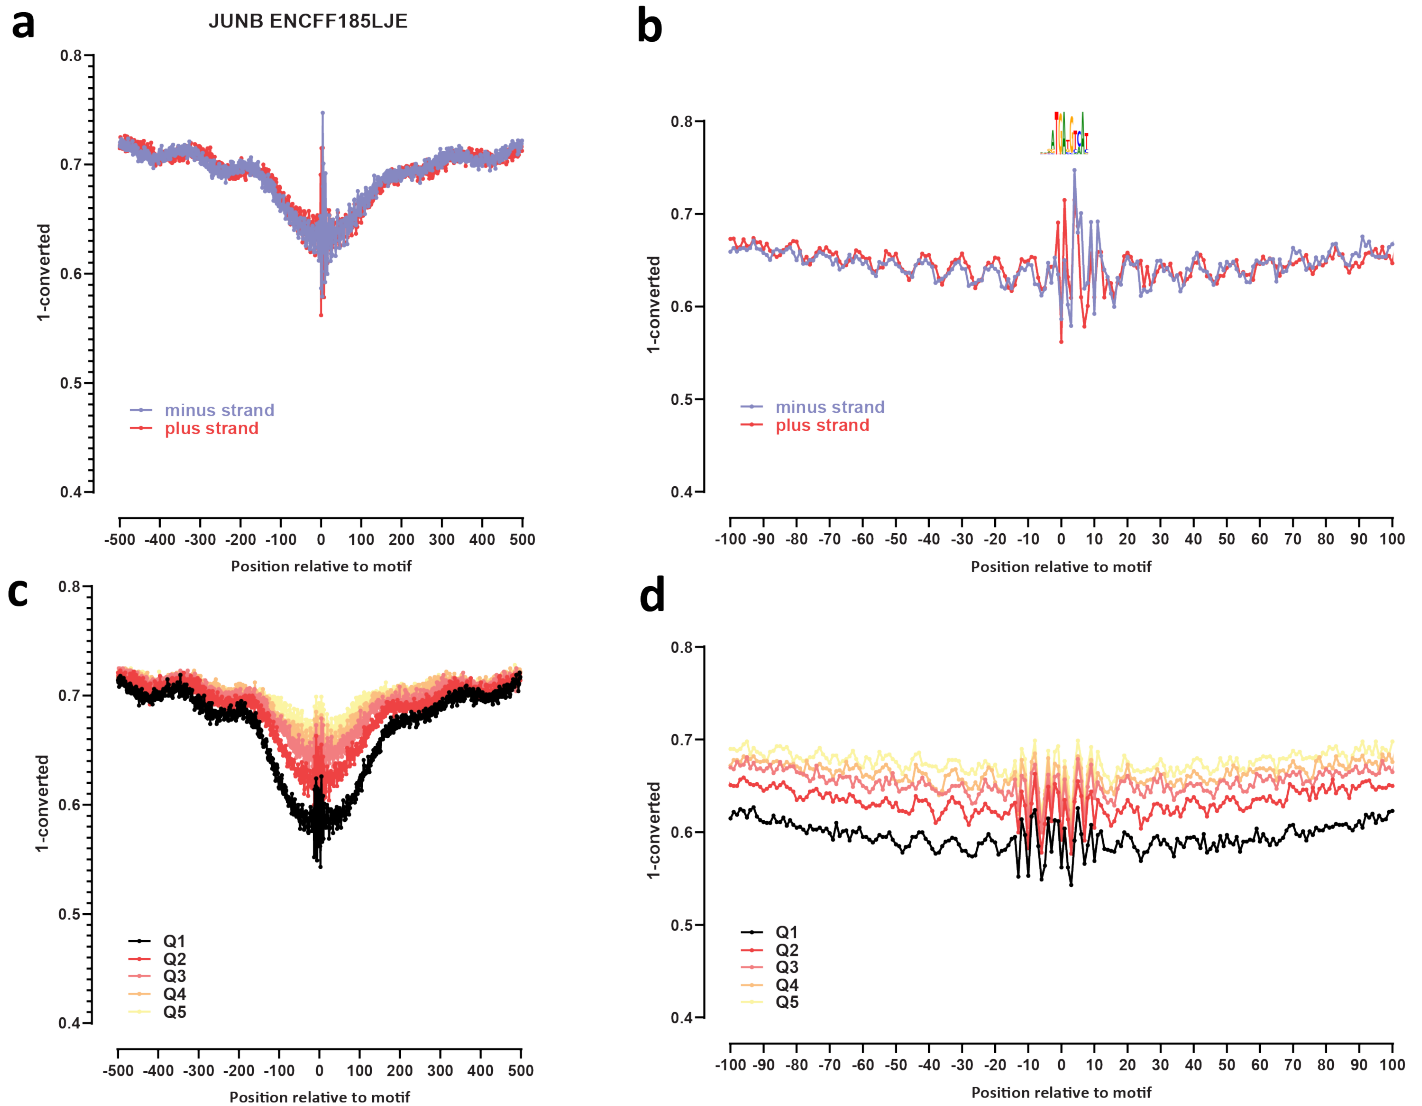 a
JUNB ENCFF185LJE
0.8
0.7
0.6
0.5
0.4
1-converted
minus strand
plus strand
-500 -400 -300 -200 -100 0 100 200 300 400 500
Position relative to motif
b
0.8
0.7
0.6
0.5
0.4
1-converted
minus strand
plus strand
-100 -90 -80 -70 -60 -50 -40 -30 -20 -10 0 10 20 30 40 50 60 70 80 90 100
Position relative to motif
c
0.8
0.7
0.6
0.5
0.4
1-converted
Q1
Q2
Q3
Q4
Q5
-500 -400 -300 -200 -100 0 100 200 300 400 500
Position relative to motif
d
0.8
0.7
0.6
0.5
0.4
1-converted
Q1
Q2
Q3
Q4
Q5
-100 -90 -80 -70 -60 -50 -40 -30 -20 -10 0 10 20 30 40 50 60 70 80 90 100
Position relative to motif